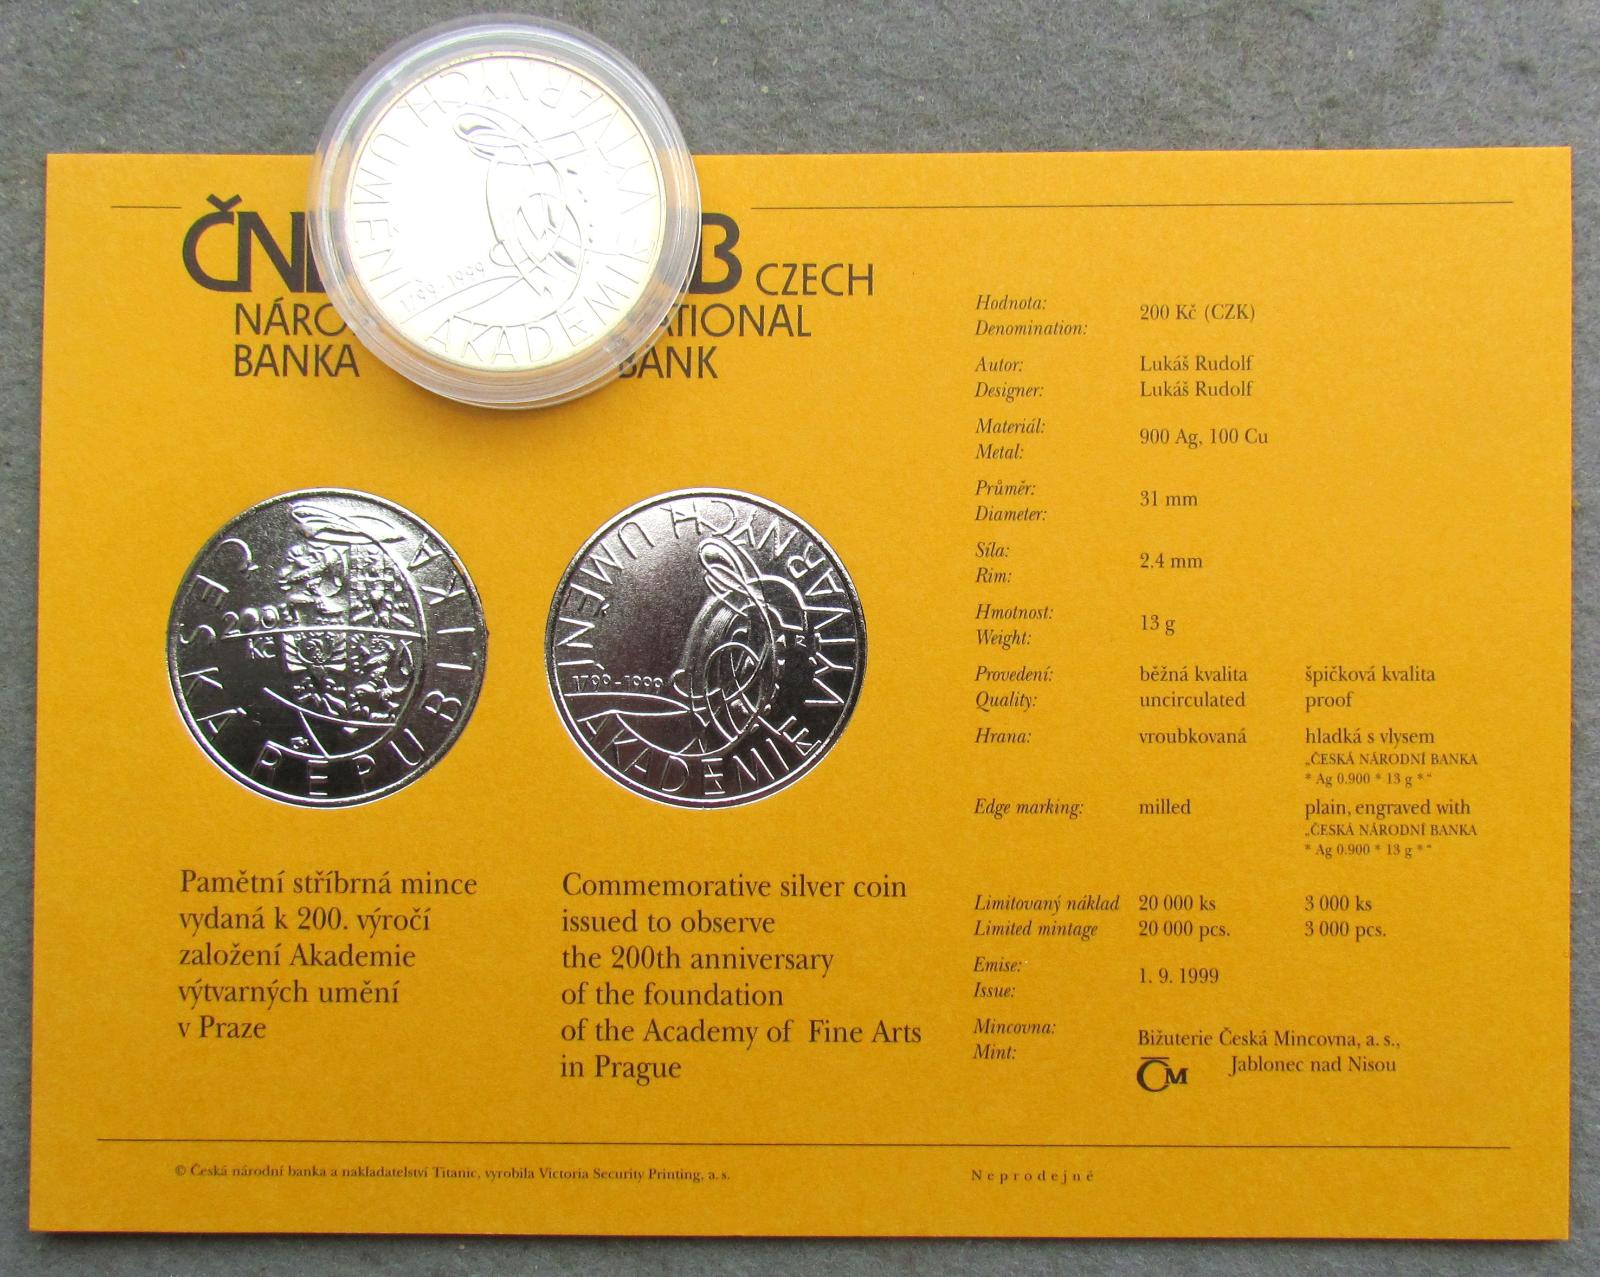 AKADEMIE VÝTVARNÝCH UMĚNÍ
1799-1999
NÁRO
BANKA
CZECH
ATIONAL
BANK
ČESKÁ REPUBLIKA
200
Kč
AKADEMIE VÝTVARNÝCH UMĚNÍ
1799-1999
Pamětní stříbrná mince
vydaná k 200. výročí
založení Akademie
výtvarných umění
v Praze
Commemorative silver coin
issued to observe
the 200th anniversary
of the foundation
of the Academy of Fine Arts
in Prague
Hodnota:
Denomination:
200 Kč (CZK)
Autor:
Lukáš Rudolf
Designer:
Lukáš Rudolf
Materiál:
Metal:
900 Ag, 100 Cu
Průměr:
Diameter:
31 mm
Síla:
Rim:
2.4 mm
Hmotnost:
Weight:
13 g
Provedení: běžná kvalita špičková kvalita
Quality: uncirculated proof
Hrana: vroubkovaná hladká s vlysem
„ČESKÁ NÁRODNÍ BANKA
* Ag 0.900 * 13 g *“
Edge marking: milled plain, engraved with
„ČESKÁ NÁRODNÍ BANKA
* Ag 0.900 * 13 g *“
Limitovaný náklad 20 000 ks 3 000 ks
Limited mintage 20 000 pcs. 3 000 pcs.
Emise:
Issue:
1. 9. 1999
Mincovna:
Mint:
Bižuterie Česká Mincovna, a. s.,
Jablonec nad Nisou
ČM
© Česká národní banka a nakladatelství Titanic, vyrobila Victoria Security Printing, a. s.
Neprodejné